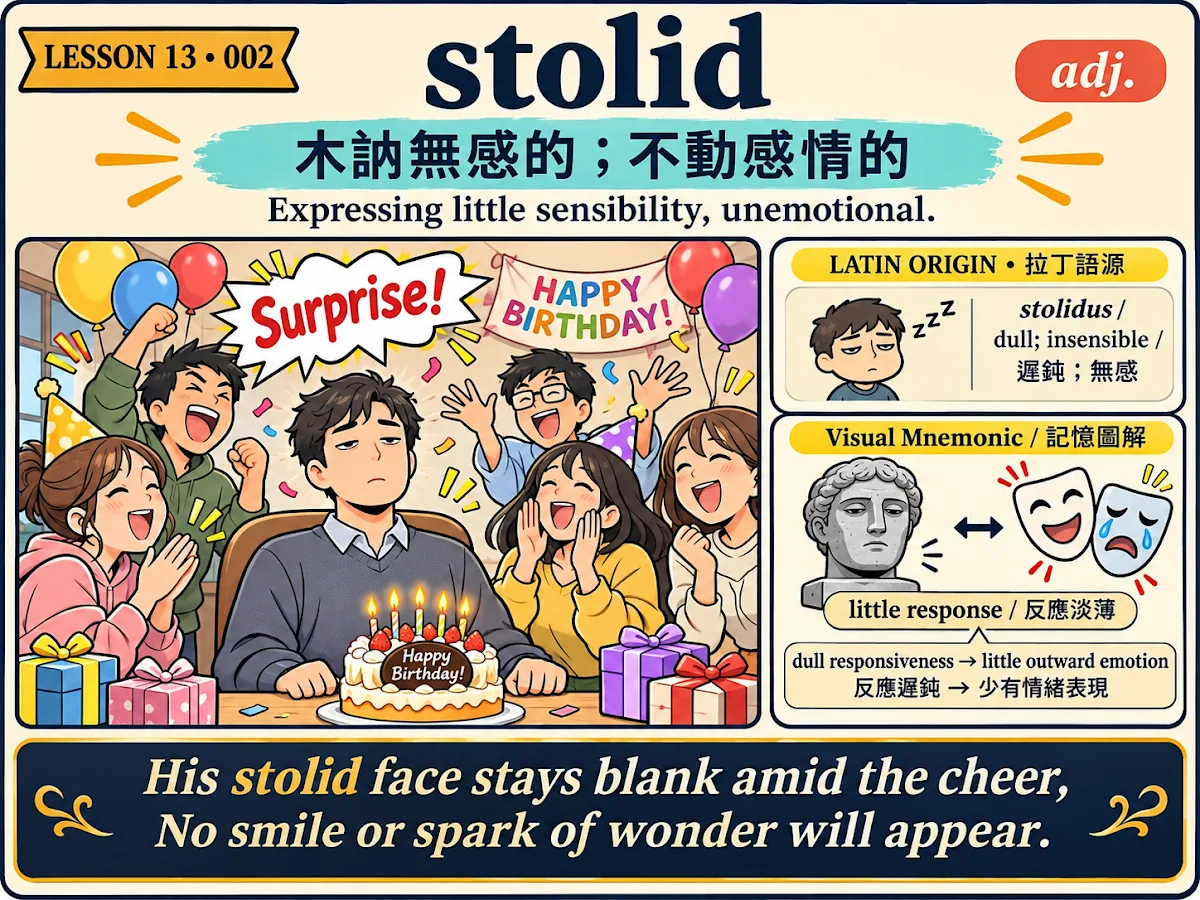 LESSON 13 • 002
stolid
adj.
木訥無感的；不動感情的
Expressing little sensibility, unemotional.
Surprise!
HAPPY
BIRTHDAY!
Happy
Birthday!
LATIN ORIGIN • 拉丁語源
zzz
stolidus /
dull; insensible /
遲鈍；無感
Visual Mnemonic / 記憶圖解
little response / 反應淡薄
dull responsiveness → little outward emotion
反應遲鈍 → 少有情緒表現
His stolid face stays blank amid the cheer,
No smile or spark of wonder will appear.